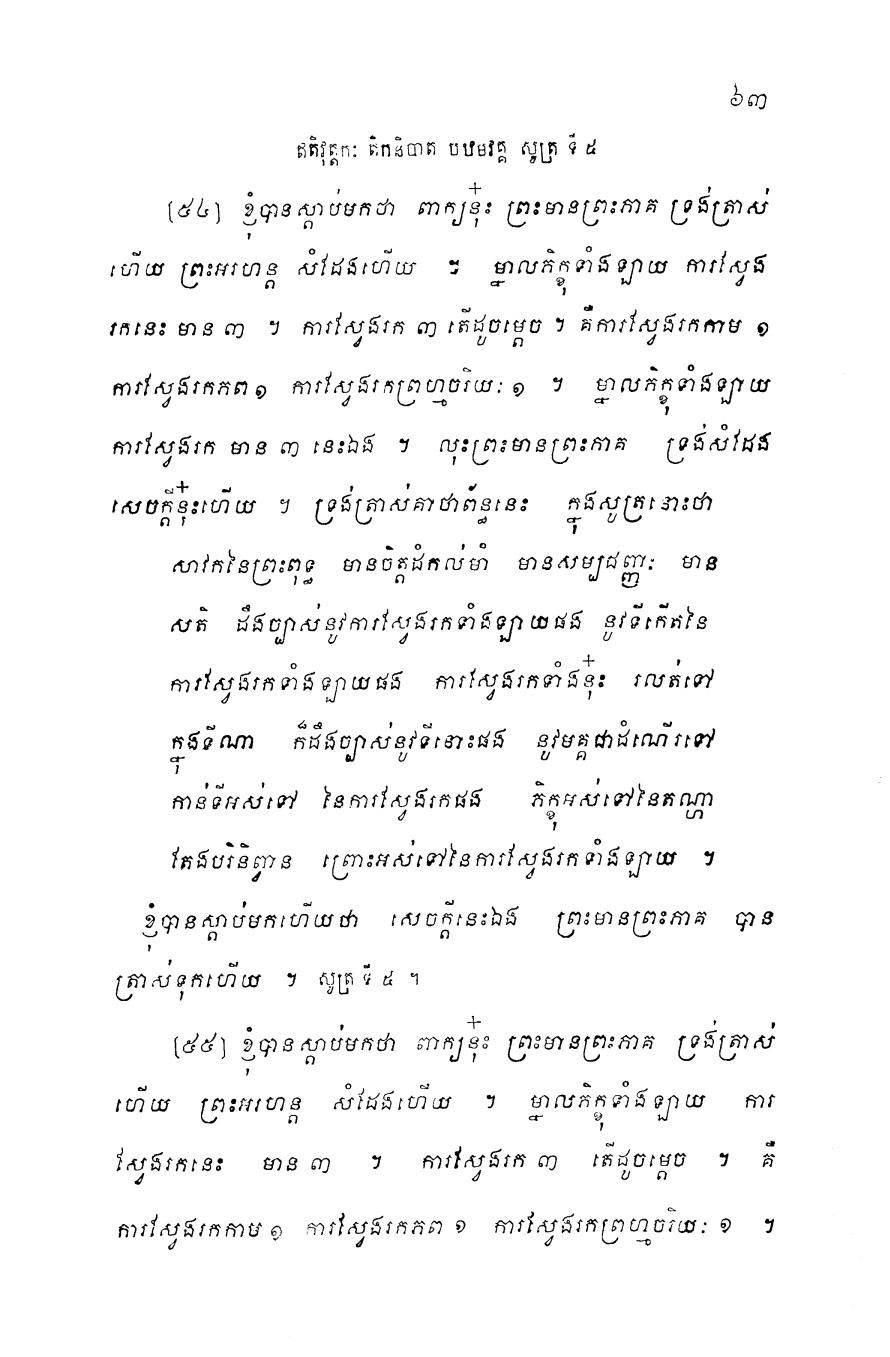 ៦៣
ឥតិវុត្តកៈ តិកនិបាត បឋមវគ្គ សូត្រ ទី ៥
[៥៤] ខ្ញុំបានស្តាប់មកថា ពាក្យនុ៎ះ ព្រះមានព្រះភាគ ទ្រង់ត្រាស់
ហើយ ព្រះអរហន្ត សំដែងហើយ ។ ម្នាលភិក្ខុទាំងឡាយ ការស្វែង
រកនេះ មាន ៣ ។ ការស្វែងរក ៣ តើដូចម្តេច ។ គឺការស្វែងរកកាម ១
ការស្វែងរកភព ១ ការស្វែងរកព្រហ្មចរិយៈ ១ ។ ម្នាលភិក្ខុទាំងឡាយ
ការស្វែងរក មាន ៣ នេះឯង ។ លុះព្រះមានព្រះភាគ ទ្រង់សំដែង
សេចក្តីនុ៎ះហើយ ។ ទ្រង់ត្រាស់គាថាព័ន្ធនេះ ក្នុងសូត្រនោះថា
សាវកនៃព្រះពុទ្ធ មានចិត្តដំកល់មាំ មានសម្បជញ្ញៈ មាន
សតិ ដឹងច្បាស់នូវការស្វែងរកទាំងឡាយផង នូវទីកើតនៃ
ការស្វែងរកទាំងឡាយផង ការស្វែងរកទាំងនុ៎ះ រលត់ទៅ
ក្នុងទីណា ក៏ដឹងច្បាស់នូវទីនោះផង នូវមគ្គជាដំណើរទៅ
កាន់ទីអស់ទៅ នៃការស្វែងរកផង ភិក្ខុអស់ទៅនៃតណ្ហា
តែងបរិនិព្វាន ព្រោះអស់ទៅនៃការស្វែងរកទាំងឡាយ ។
ខ្ញុំបានស្តាប់មកហើយថា សេចក្តីនេះឯង ព្រះមានព្រះភាគ បាន
ត្រាស់ទុកហើយ ។ សូត្រ ទី ៥ ។
[៥៥] ខ្ញុំបានស្តាប់មកថា ពាក្យនុ៎ះ ព្រះមានព្រះភាគ ទ្រង់ត្រាស់
ហើយ ព្រះអរហន្ត សំដែងហើយ ។ ម្នាលភិក្ខុទាំងឡាយ ការ
ស្វែងរកនេះ មាន ៣ ។ ការស្វែងរក ៣ តើដូចម្តេច ។ គឺ
ការស្វែងរកកាម ១ ការស្វែងរកភព ១ ការស្វែងរកព្រហ្មចរិយៈ ១ ។